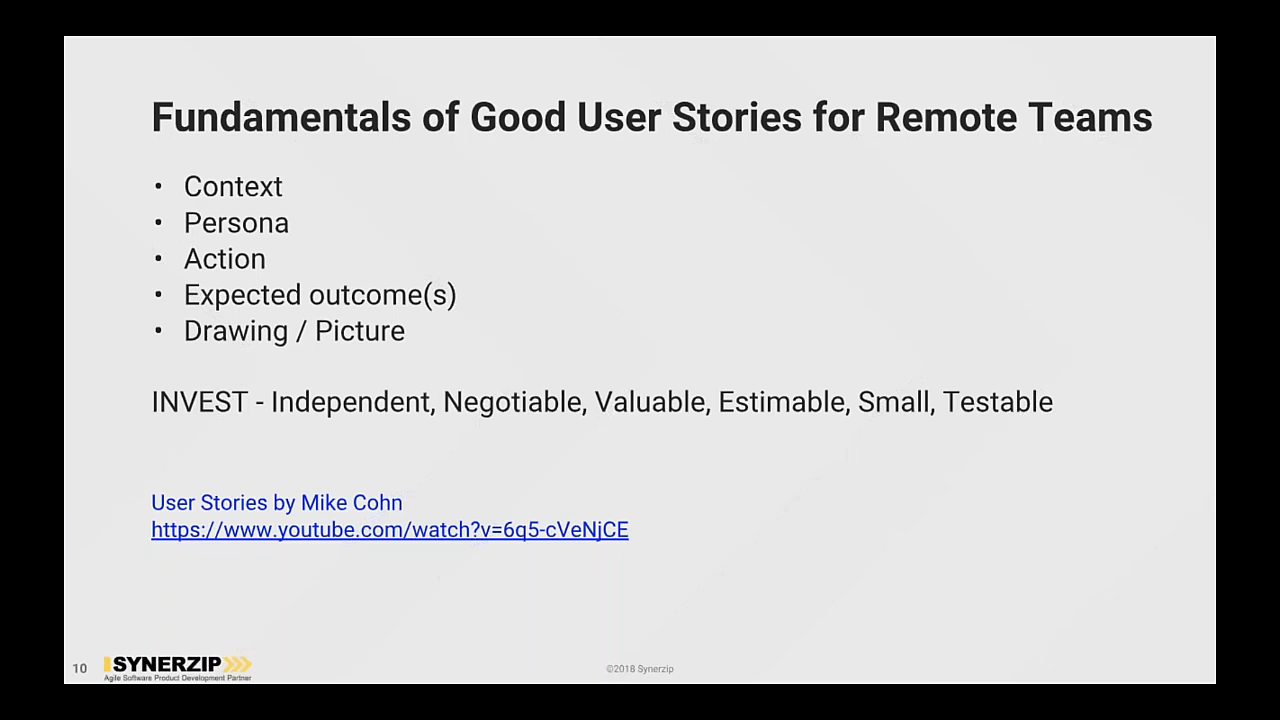 Fundamentals of Good User Stories for Remote Teams
• Context
• Persona
• Action
• Expected outcome(s)
• Drawing / Picture
INVEST - Independent, Negotiable, Valuable, Estimable, Small, Testable
User Stories by Mike Cohn
https://www.youtube.com/watch?v=6q5-cVeNjCE
10
SYNERZIP
Agile Software Product Development Partner
©2018 Synerzip